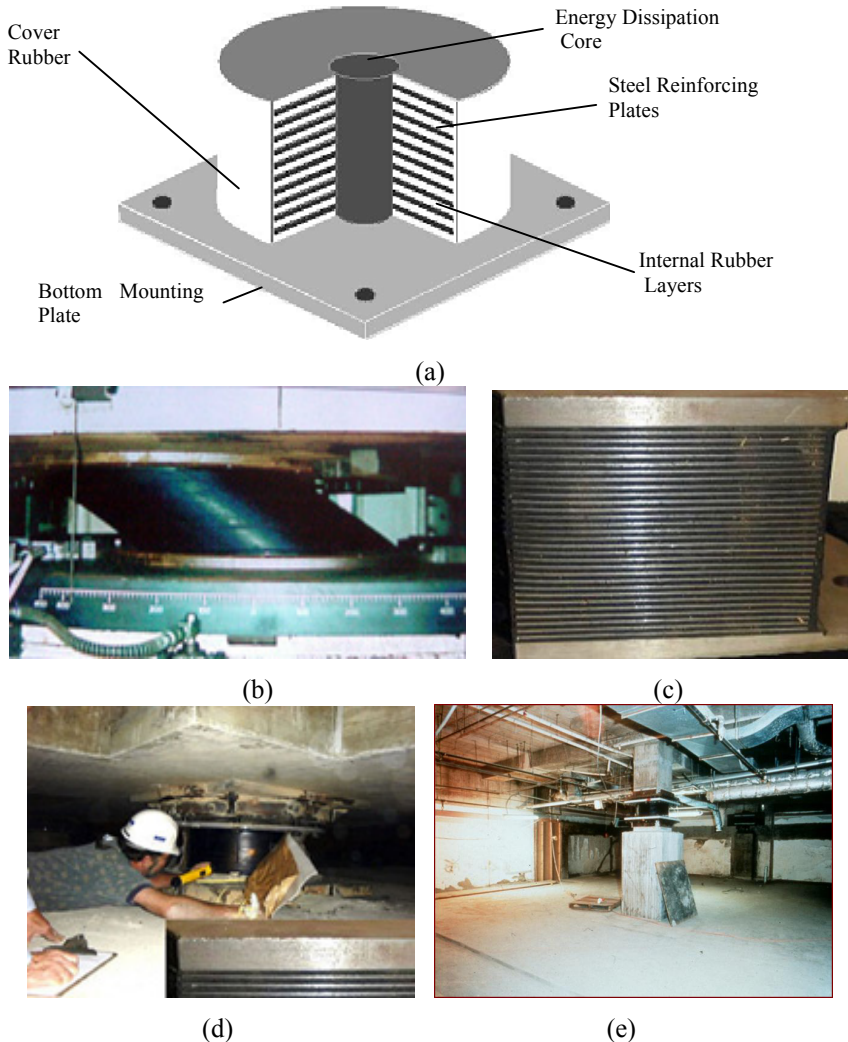 Cover
Rubber
Energy Dissipation
Core
Steel Reinforcing
Plates
Internal Rubber
Layers
Bottom Mounting
Plate
(a)
(b)
(c)
(d)
(e)